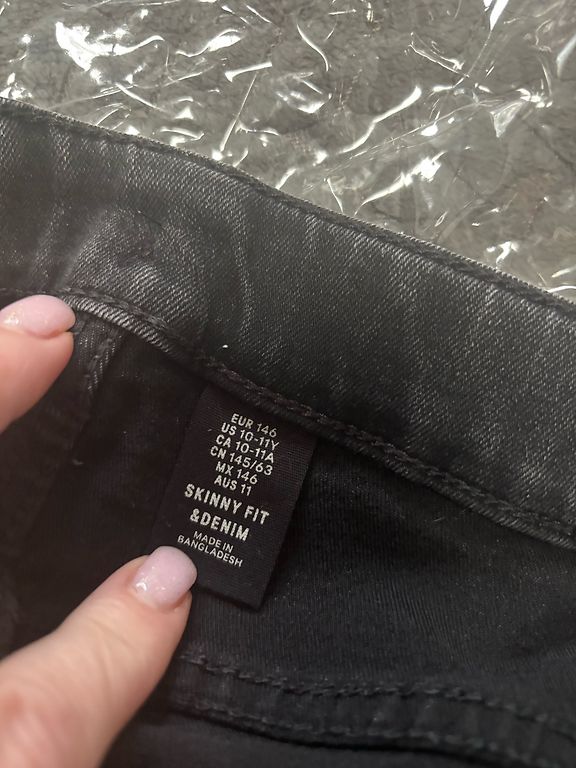 EUR 146
US 10-11Y
CA 10-11A
CN 145/63
MX 146
AUS 11
SKINNY FIT
&DENIM
MADE IN
BANGLADESH